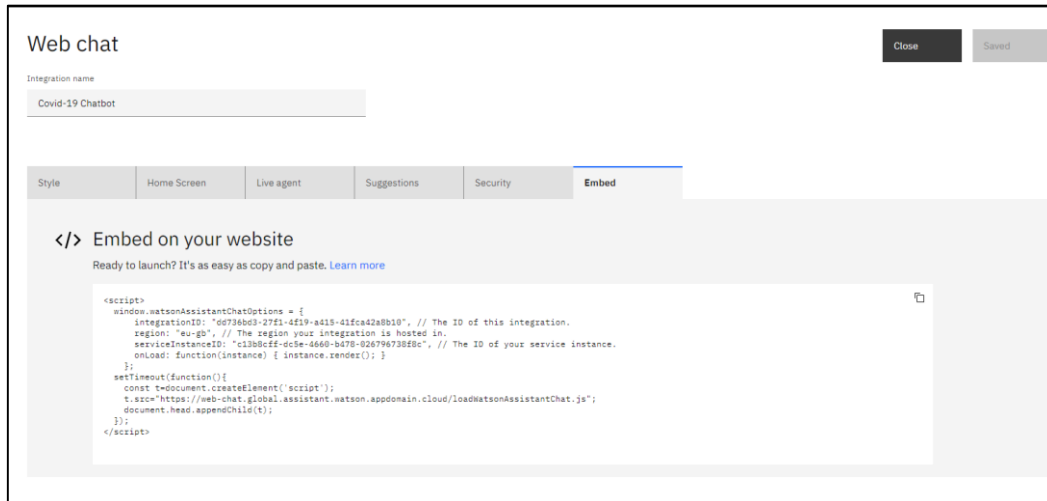 Web chat
Close
Saved
Integration name
Covid-19 Chatbot
Style
Home Screen
Live agent
Suggestions
Security
Embed
</> Embed on your website
Ready to launch? It's as easy as copy and paste. Learn more
<script>
window.watsonAssistantChatOptions = {
integrationID: "dd736bd3-27f1-4f19-a415-41fca42a8b10", // The ID of this integration.
region: "eu-gb", // The region your integration is hosted in.
serviceInstanceID: "c13b8cff-dc5e-4660-b478-026796738f8c", // The ID of your service instance.
onLoad: function(instance) { instance.render(); }
};
setTimeout(function(){
const t=document.createElement('script');
t.src="https://web-chat.global.assistant.watson.appdomain.cloud/loadWatsonAssistantChat.js";
document.head.appendChild(t);
});
</script>